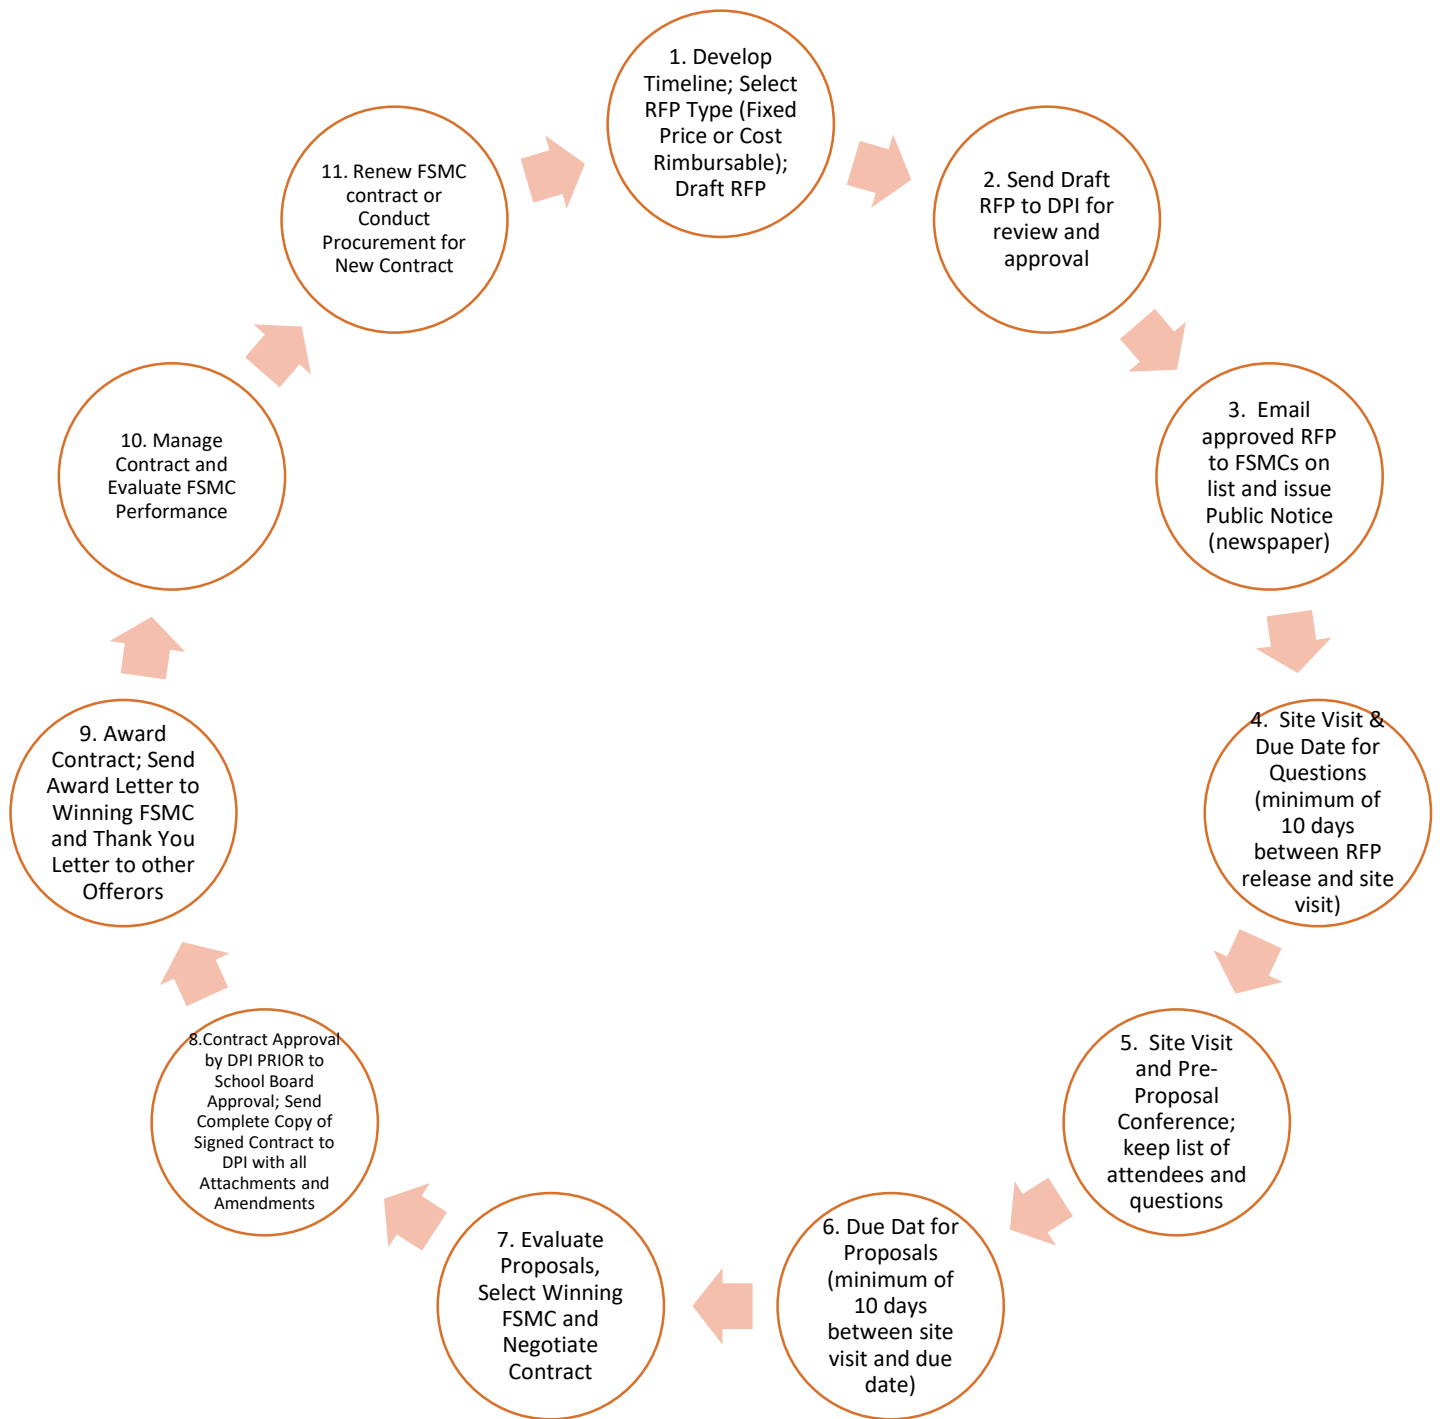 1. Develop
Timeline; Select
RFP Type (Fixed
Price or Cost
Rimbursable);
Draft RFP
2. Send Draft
RFP to DPI for
review and
approval
3.  Email
approved RFP
to FSMCs on
list and issue
Public Notice
(newspaper)
4.  Site Visit &
Due Date for
Questions
(minimum of
10 days
between RFP
release and site
visit)
5.  Site Visit
and Pre-
Proposal
Conference;
keep list of
attendees and
questions
6. Due Dat for
Proposals
(minimum of
10 days
between site
visit and due
date)
7. Evaluate
Proposals,
Select Winning
FSMC and
Negotiate
Contract
8.Contract Approval
by DPI PRIOR to
School Board
Approval; Send
Complete Copy of
Signed Contract to
DPI with all
Attachments and
Amendments
9. Award
Contract; Send
Award Letter to
Winning FSMC
and Thank You
Letter to other
Offerors
10. Manage
Contract and
Evaluate FSMC
Performance
11. Renew FSMC
contract or
Conduct
Procurement for
New Contract